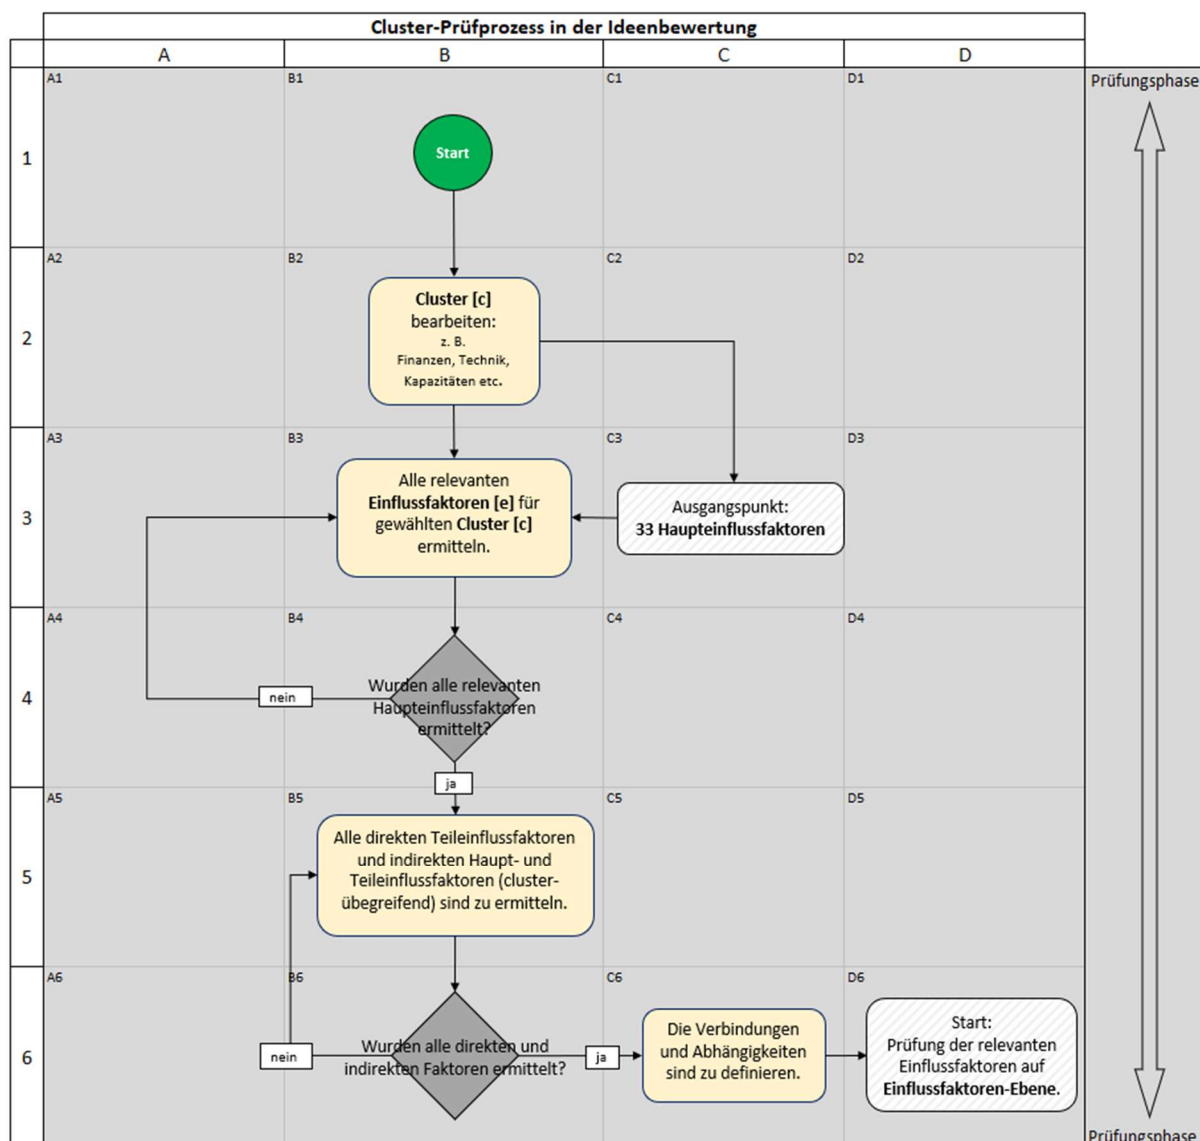 Cluster-Prüfprozess in der Ideenbewertung
A
B
C
D
Prüfungsphase
1
A1
B1
C1
D1
Start
2
A2
B2
C2
D2
Cluster [c]
bearbeiten:
z. B.
Finanzen, Technik,
Kapazitäten etc.
3
A3
B3
C3
D3
Alle relevanten
Einflussfaktoren [e] für
gewählten Cluster [c]
ermitteln.
Ausgangspunkt:
33 Haupteinflussfaktoren
4
A4
B4
C4
D4
nein
Wurden alle relevanten
Haupteinflussfaktoren
ermittelt?
ja
5
A5
B5
C5
D5
Alle direkten Teileinflussfaktoren
und indirekten Haupt- und
Teileinflussfaktoren (cluster-
übegreifend) sind zu ermitteln.
6
A6
B6
C6
D6
nein
Wurden alle direkten und
indirekten Faktoren ermittelt?
ja
Die Verbindungen
und Abhängigkeiten
sind zu definieren.
Start:
Prüfung der relevanten
Einflussfaktoren auf
Einflussfaktoren-Ebene.
Prüfungsphase